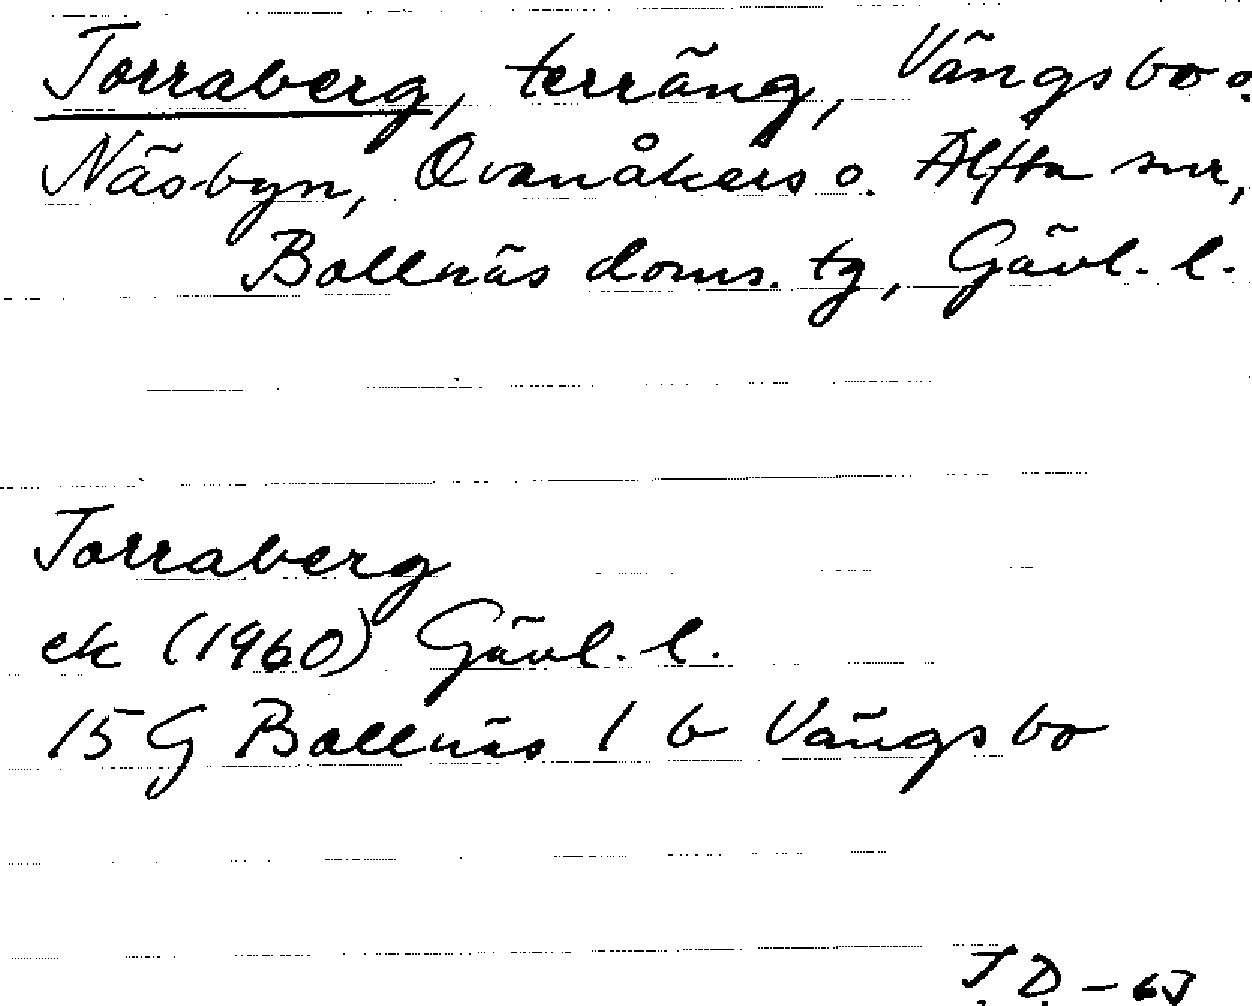 Torraberg, terräng, Vängsbo o.
Näsbyn, Ovanåkers o. Alfta snr,
Bollnäs doms. tg, Gävl. l.
Torraberg
ek (1960) Gävl. l.
15 G Bollnäs 1 b Vängsbo